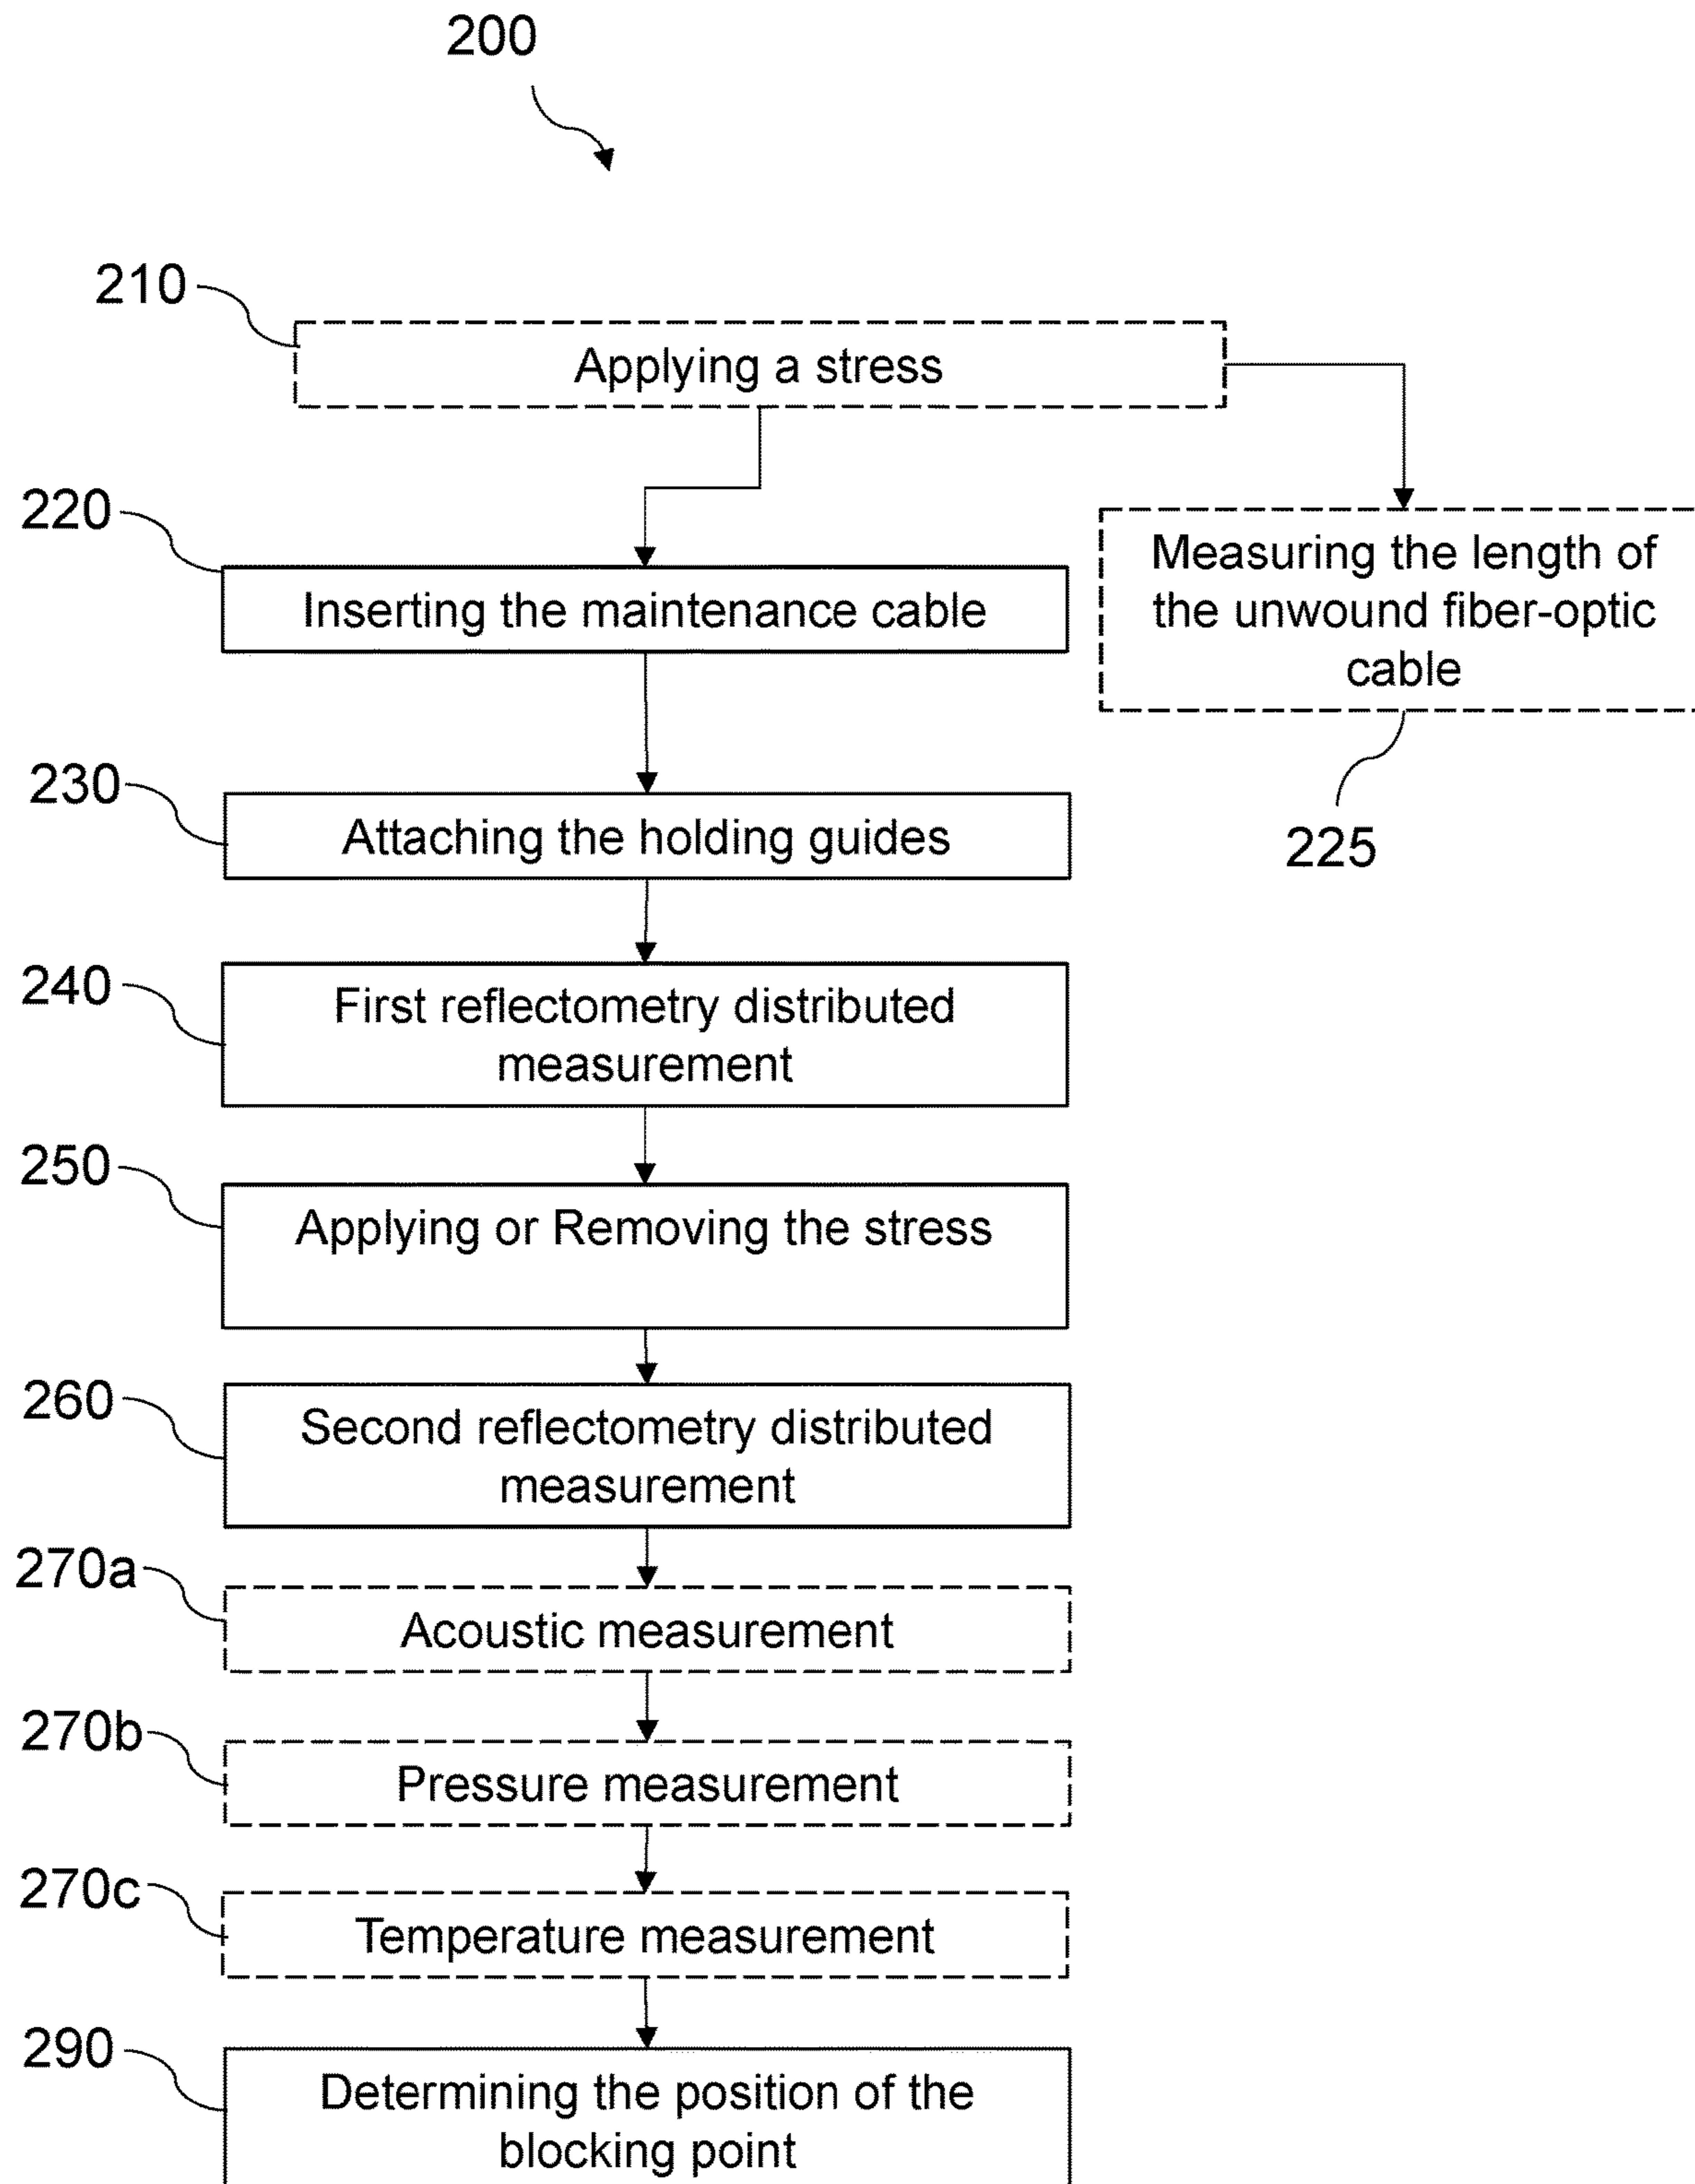 200
210
Applying a stress
220
Inserting the maintenance cable
Measuring the length of
the unwound fiber-optic
cable
225
230
Attaching the holding guides
240
First reflectometry distributed
measurement
250
Applying or Removing the stress
260
Second reflectometry distributed
measurement
270a
Acoustic measurement
270b
Pressure measurement
270c
Temperature measurement
290
Determining the position of the
blocking point